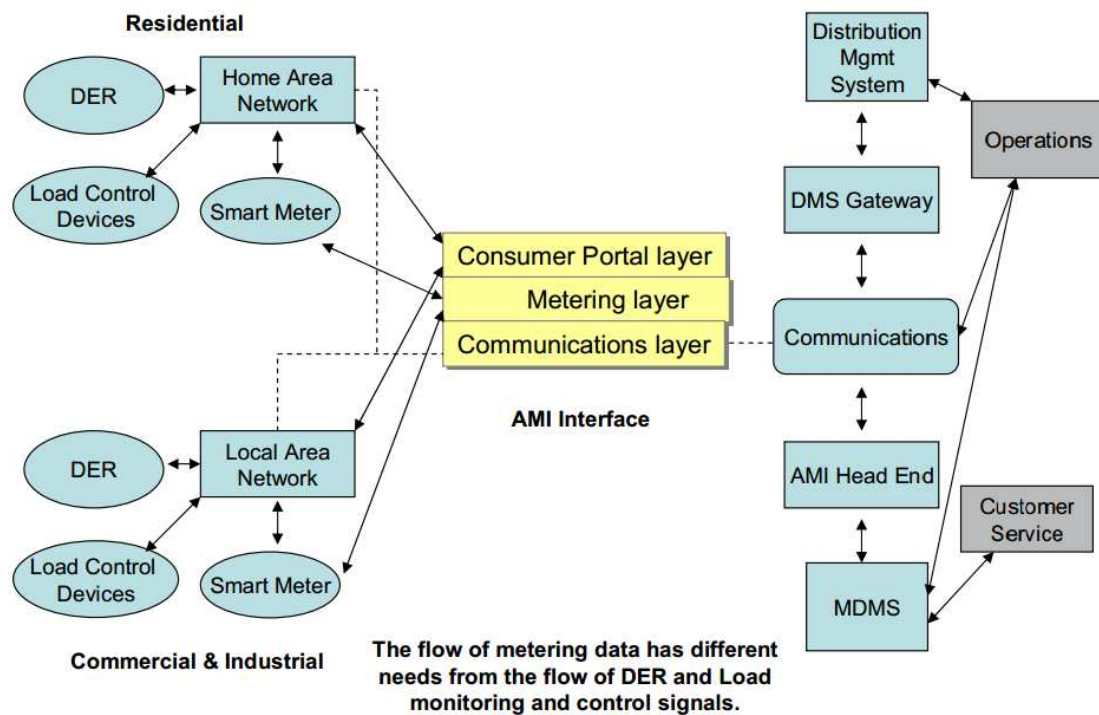 Residential
DER
Home Area
Network
Load Control
Devices
Smart Meter
Consumer Portal layer
Metering layer
Communications layer
AMI Interface
DER
Local Area
Network
Load Control
Devices
Smart Meter
Commercial & Industrial
Distribution
Mgmt
System
Operations
DMS Gateway
Communications
AMI Head End
Customer
Service
MDMS
The flow of metering data has different
needs from the flow of DER and Load
monitoring and control signals.